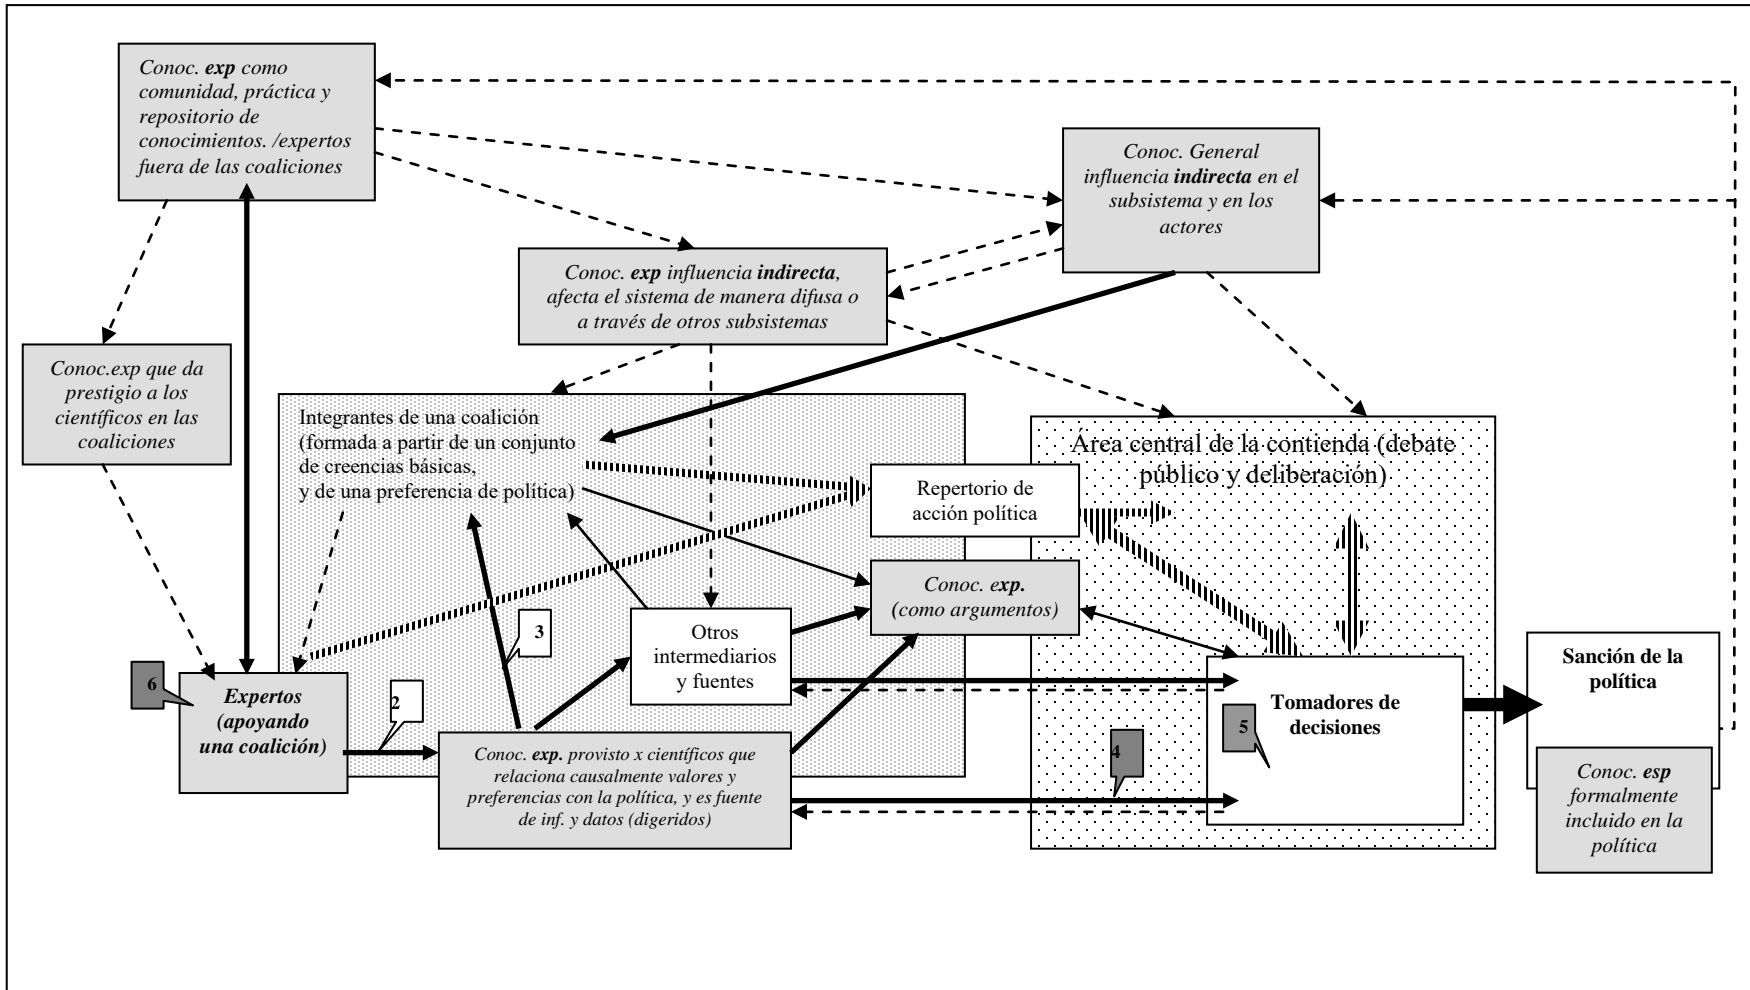 Conoc. exp como
comunidad, práctica y
repositorio de
conocimientos. /expertos
fuera de las coaliciones
Conoc. General
influencia indirecta en el
subsistema y en los
actores
Conoc. exp influencia indirecta,
afecta el sistema de manera difusa o
a través de otros subsistemas
Conoc.exp que da
prestigio a los
científicos en las
coaliciones
Integrantes de una coalición
(formada a partir de un conjunto
de creencias básicas,
y de una preferencia de política)
Área central de la contienda (debate
público y deliberación)
Repertorio de
acción política
Conoc. exp.
(como argumentos)
3
Otros
intermediarios
y fuentes
6
Expertos
(apoyando
una coalición)
2
Conoc. exp. provisto x científicos que
relaciona causalmente valores y
preferencias con la política, y es fuente
de inf. y datos (digeridos)
4
5
Tomadores de
decisiones
Sanción de la
política
Conoc. esp
formalmente
incluido en la
política